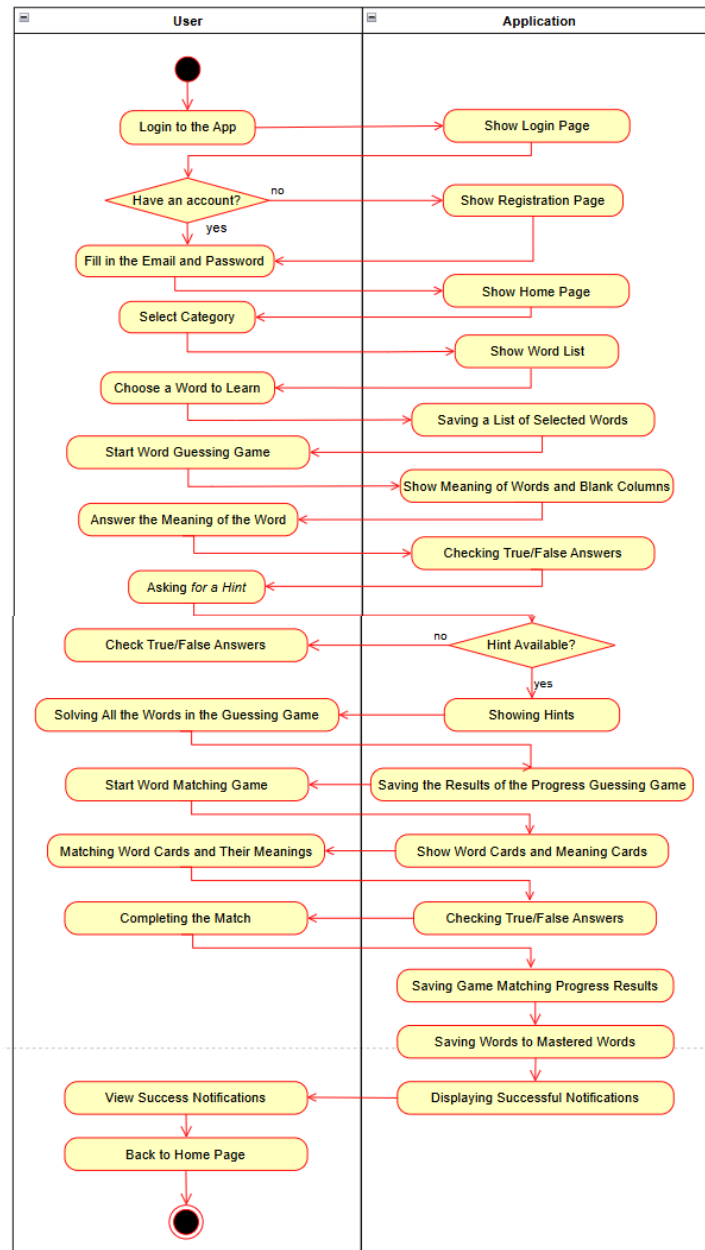 User
Application
Login to the App
Show Login Page
Have an account?
no
Show Registration Page
yes
Fill in the Email and Password
Show Home Page
Select Category
Show Word List
Choose a Word to Learn
Saving a List of Selected Words
Start Word Guessing Game
Show Meaning of Words and Blank Columns
Answer the Meaning of the Word
Checking True/False Answers
Asking for a Hint
Check True/False Answers
no
Hint Available?
yes
Solving All the Words in the Guessing Game
Showing Hints
Start Word Matching Game
Saving the Results of the Progress Guessing Game
Matching Word Cards and Their Meanings
Show Word Cards and Meaning Cards
Completing the Match
Checking True/False Answers
Saving Game Matching Progress Results
Saving Words to Mastered Words
View Success Notifications
Displaying Successful Notifications
Back to Home Page